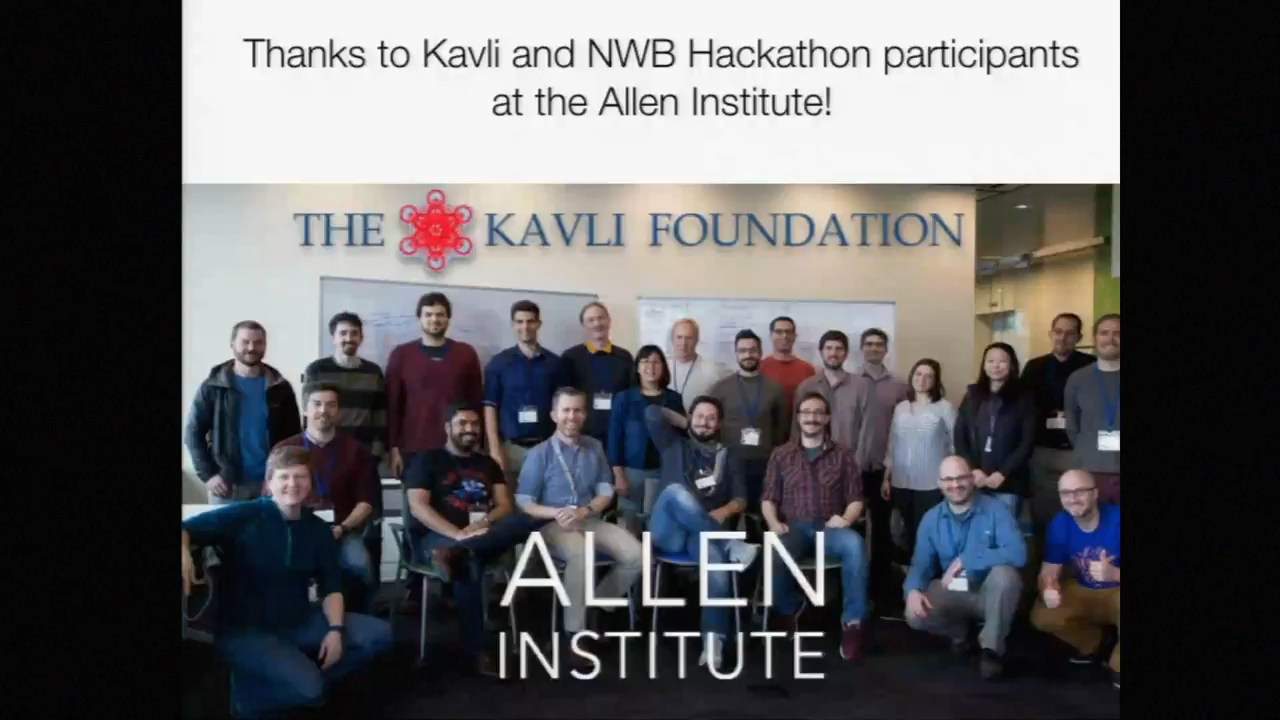 Thanks to Kavli and NWB Hackathon participants
at the Allen Institute!
THE KAVLI FOUNDATION
ALLEN
INSTITUTE